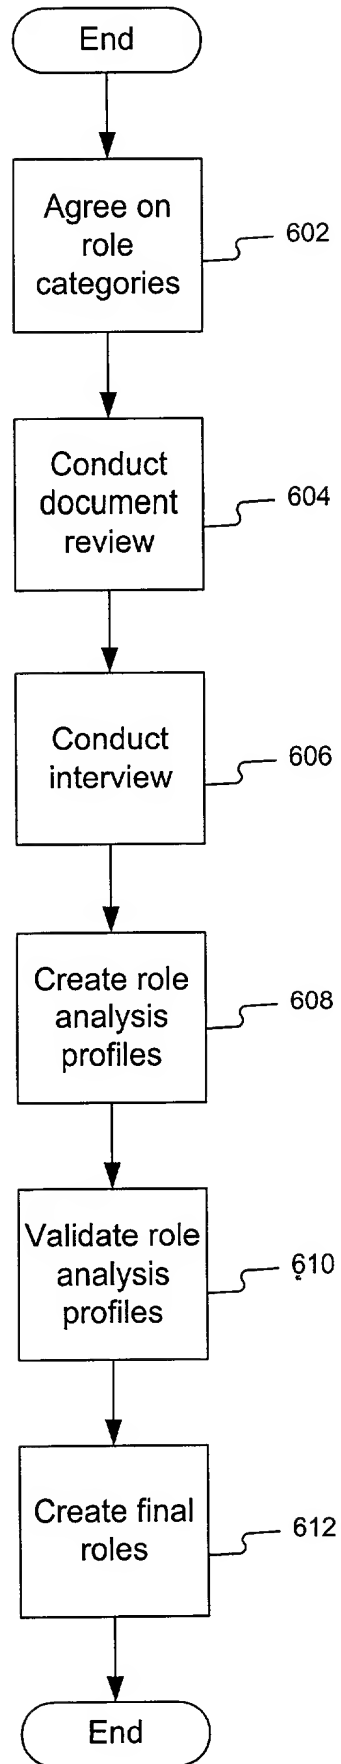 End
Agree on
role
categories
602
Conduct
document
review
604
Conduct
interview
606
Create role
analysis
profiles
608
Validate role
analysis
profiles
610
Create final
roles
612
End